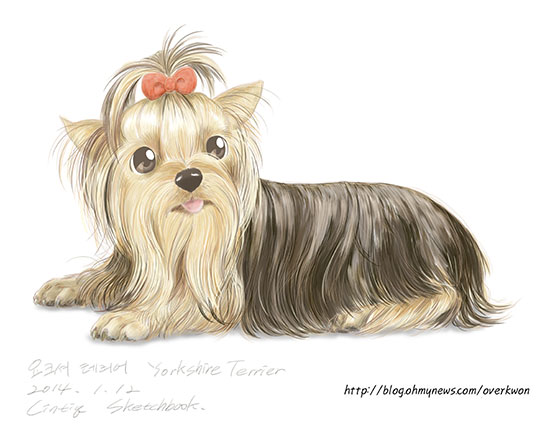 요크셔 테리어 Yorkshire Terrier
2014. 1. 12
Cintiq Sketchbook.
http://blog.ohmynews.com/overkwon